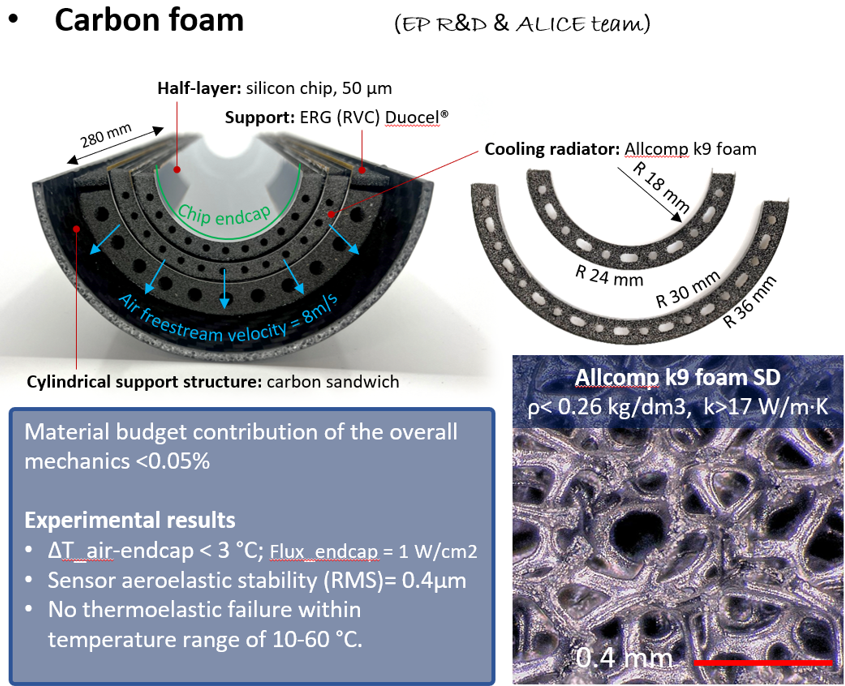 • Carbon foam
(EP R&D & ALICE team)
Half-layer: silicon chip, 50 µm
Support: ERG (RVC) Duocel®
280 mm
Cooling radiator: Allcomp k9 foam
R 18 mm
Chip endcap
R 24 mm
R 30 mm
R 36 mm
Air freestream velocity = 8m/s
Cylindrical support structure: carbon sandwich
Allcomp k9 foam SD
ρ< 0.26 kg/dm3, k>17 W/m·K
Material budget contribution of the overall
mechanics <0.05%
Experimental results
• ΔT_air-endcap < 3 °C; Flux_endcap = 1 W/cm2
• Sensor aeroelastic stability (RMS)= 0.4µm
• No thermoelastic failure within
temperature range of 10-60 °C.
0.4 mm